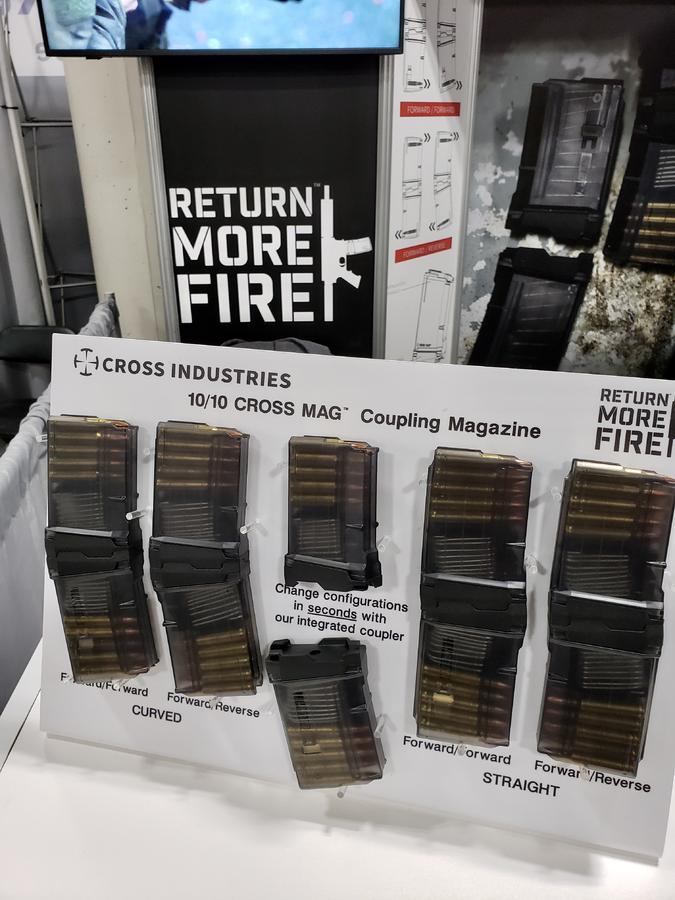 FORWARD / FORWARD
FORWARD / REVERSE
RETURN™
MORE
FIRE
CROSS INDUSTRIES
10/10 CROSS MAG™ Coupling Magazine
RETURN
MORE
FIRE
Change configurations
in seconds with
our integrated coupler
Forward/Forward
Forward/Reverse
CURVED
Forward/Forward
Forward/Reverse
STRAIGHT